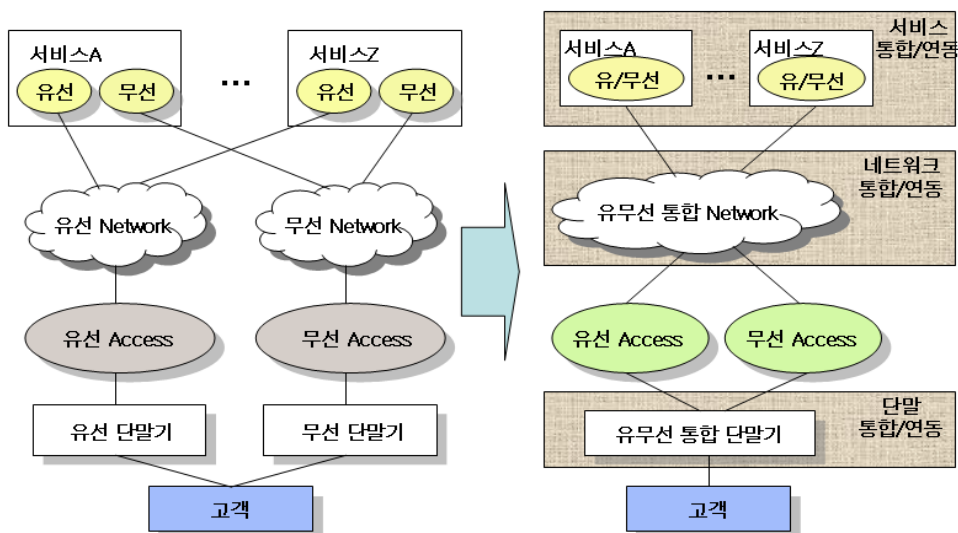 서비스A
유선
무선
...
서비스Z
유선
무선
유선 Network
무선 Network
유선 Access
무선 Access
유선 단말기
무선 단말기
고객
서비스
통합/연동
서비스A
유/무선
...
서비스Z
유/무선
네트워크
통합/연동
유무선 통합 Network
유선 Access
무선 Access
단말
통합/연동
유무선 통합 단말기
고객